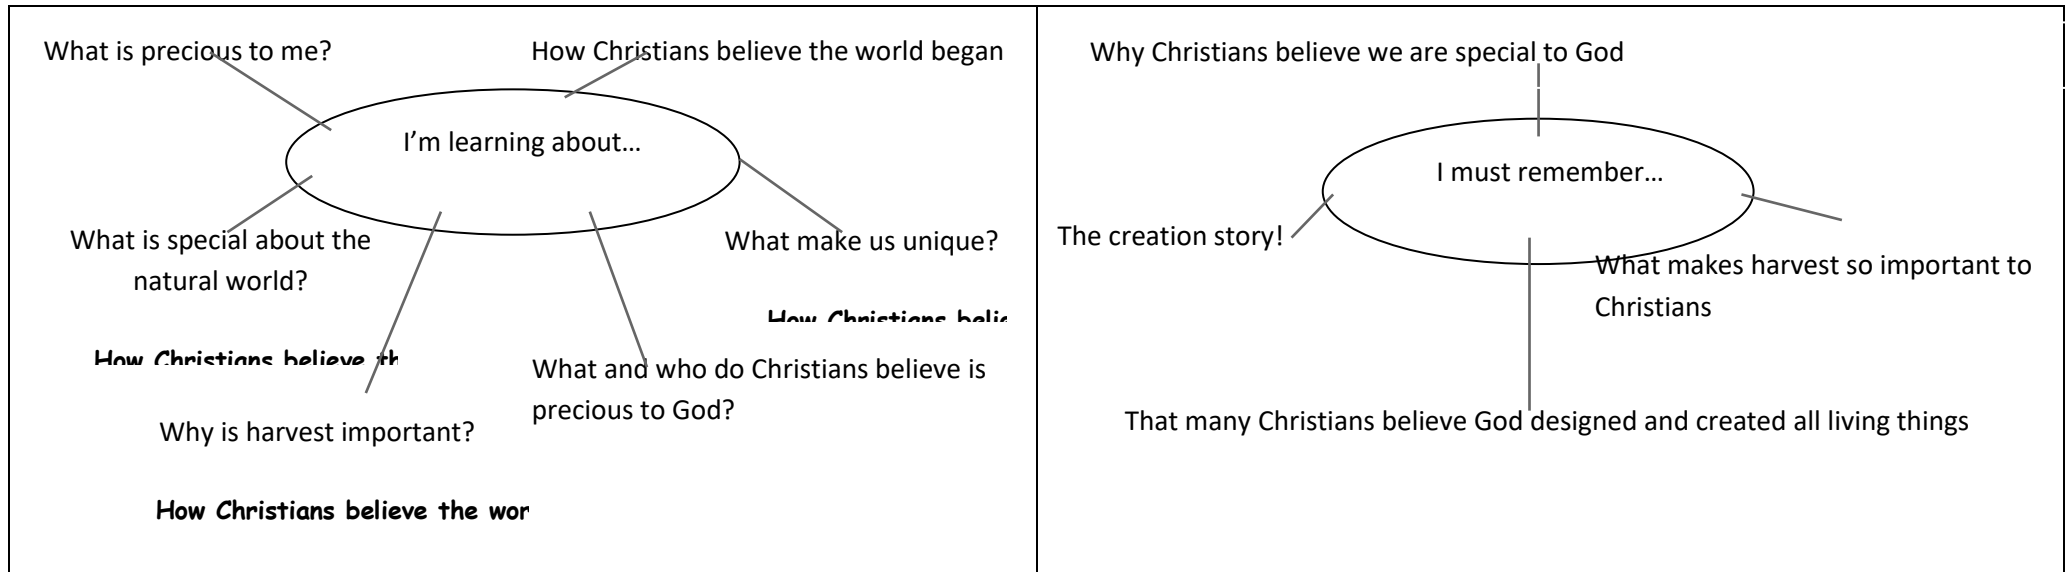 What is precious to me?
How Christians believe the world began
I'm learning about…
What is special about the
natural world?
What make us unique?
How Christians belie
How Christians believe th
What and who do Christians believe is
precious to God?
Why is harvest important?
How Christians believe the wor
Why Christians believe we are special to God
I must remember…
The creation story!
What makes harvest so important to
Christians
That many Christians believe God designed and created all living things